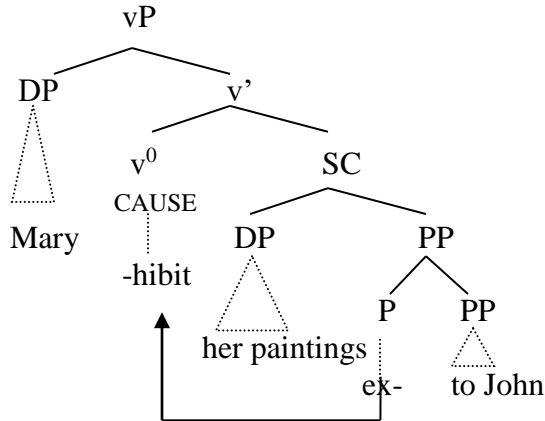 vP
DP v’
v⁰ SC
CAUSE
Mary DP PP
-hibit
P PP
her paintings
ex- to John